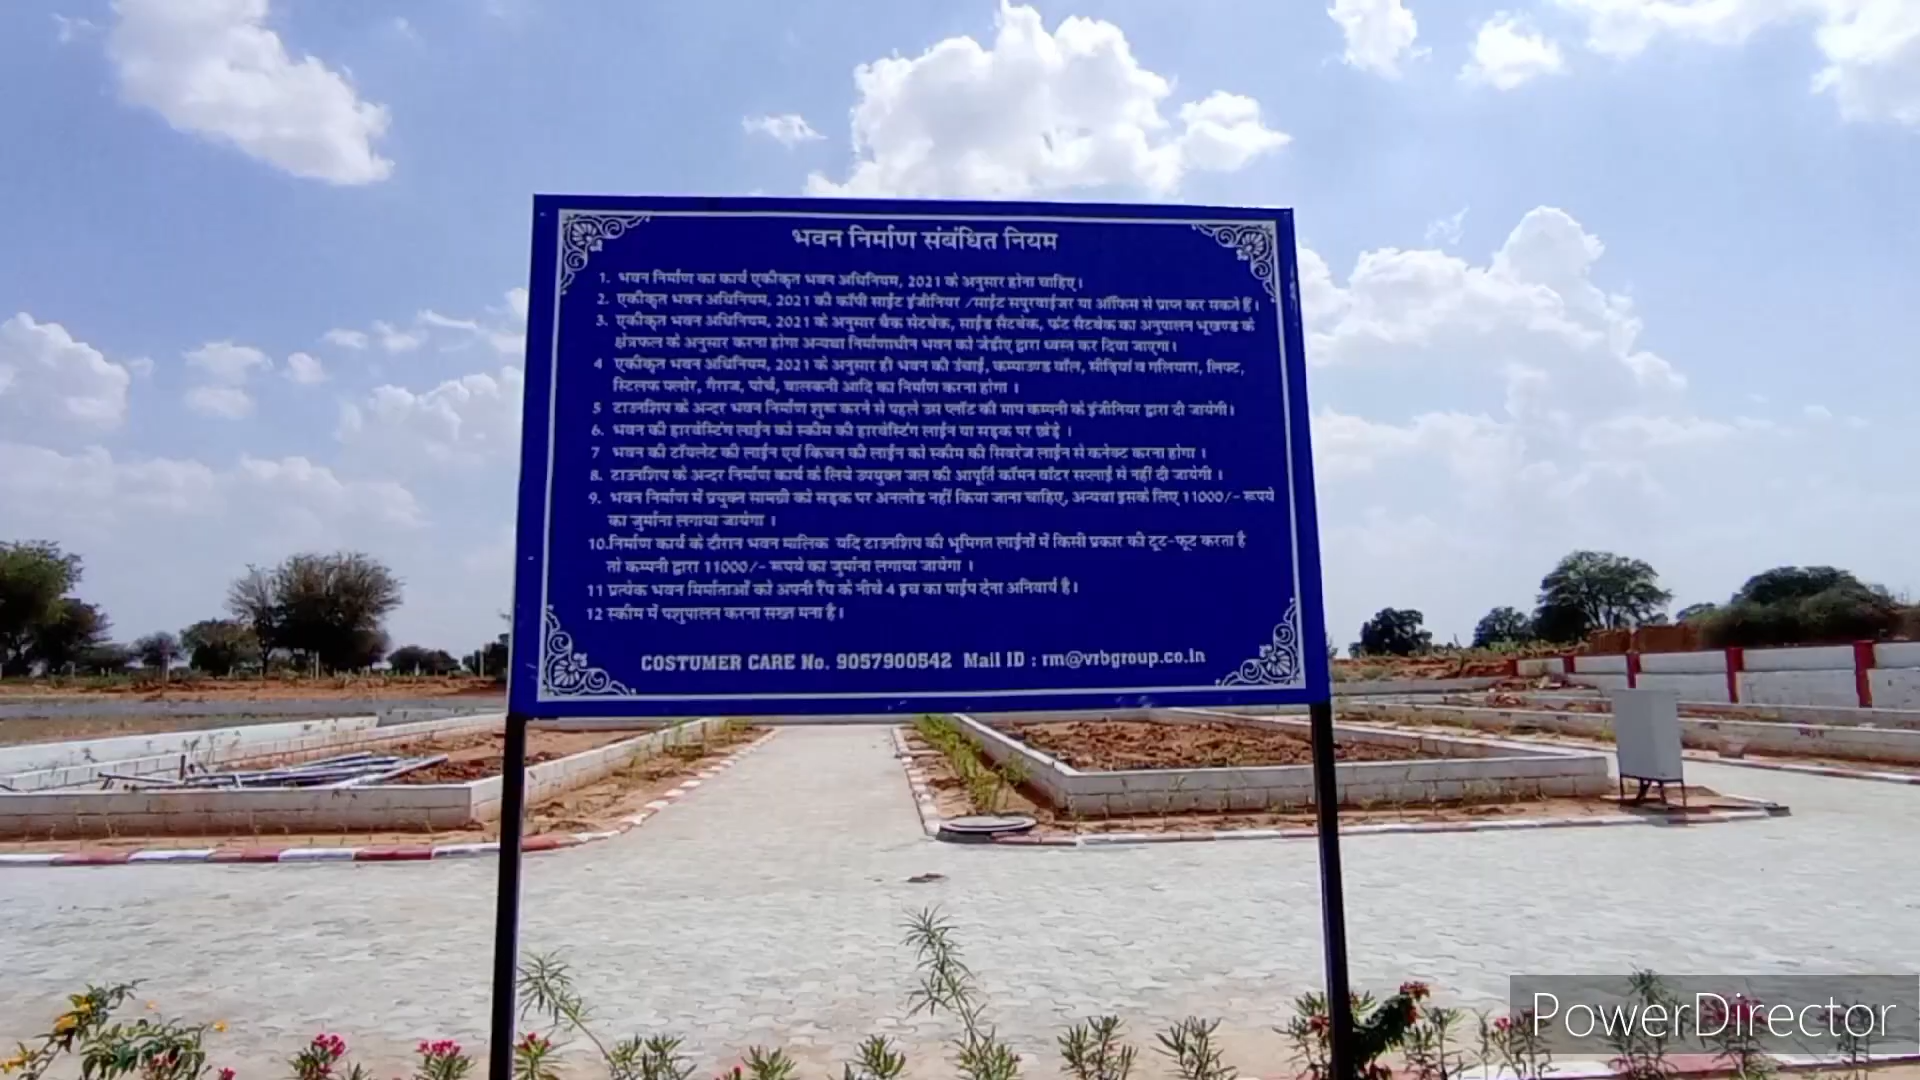 भवन निर्माण संबंधित नियम
1. भवन निर्माण का कार्य एकीकृत भवन अधिनियम, 2021 के अनुसार होना चाहिए।
2. एकीकृत भवन अधिनियम, 2021 की कॉपी साईट इंजीनियर /साईट सपुरवाईजर या ऑफिस से प्राप्त कर सकते हैं।
3. एकीकृत भवन अधिनियम, 2021 के अनुसार बैक सेटबेक, साईड सैटबेक, फंट सैटबेक का अनुपालन भूखण्ड के
क्षेत्रफल के अनुसार करना होगा अन्यथा निर्माणाधीन भवन को जेडीए द्वारा ध्वस्त कर दिया जाएगा।
4 एकीकृत भवन अधिनियम, 2021 के अनुसार ही भवन की उंचाई, कम्पाउण्ड वॉल, सीढ़ियां व गलियारा, लिफ्ट,
स्टिलफ फ्लोर, गैराज, पोर्च, बालकनी आदि का निर्माण करना होगा ।
5 टाउनशिप के अन्दर भवन निर्माण शुरू करने से पहले उस प्लॉट की माप कम्पनी के इंजीनियर द्वारा दी जायेगी।
6. भवन की हारवेस्टिंग लाईन को स्कीम की हारवेस्टिंग लाईन या सड़क पर छोड़े ।
7 भवन की टॉयलेट की लाईन एवं किचन की लाईन को स्कीम की सिवरेज लाईन से कनेक्ट करना होगा ।
8. टाउनशिप के अन्दर निर्माण कार्य के लिये उपयुक्त जल की आपूर्ति कॉमन वॉटर सप्लाई से नहीं दी जायेगी ।
9. भवन निर्माण में प्रयुक्त सामग्री को सड़क पर अनलोड नहीं किया जाना चाहिए, अन्यथा इसके लिए 11000/- रूपये
का जुर्माना लगाया जायेगा ।
10.निर्माण कार्य के दौरान भवन मालिक यदि टाउनशिप की भूमिगत लाईनों में किसी प्रकार की टूट-फूट करता है
तो कम्पनी द्वारा 11000/- रूपये का जुर्माना लगाया जायेगा ।
11 प्रत्येक भवन मिर्माताओं को अपनी रैंप के नीचे 4 इंच का पाईप देना अनिवार्य है।
12 स्कीम में पशुपालन करना सख्त मना है।
COSTUMER CARE No. 9057900542 Mail ID : rm@vrbgroup.co.in
PowerDirector